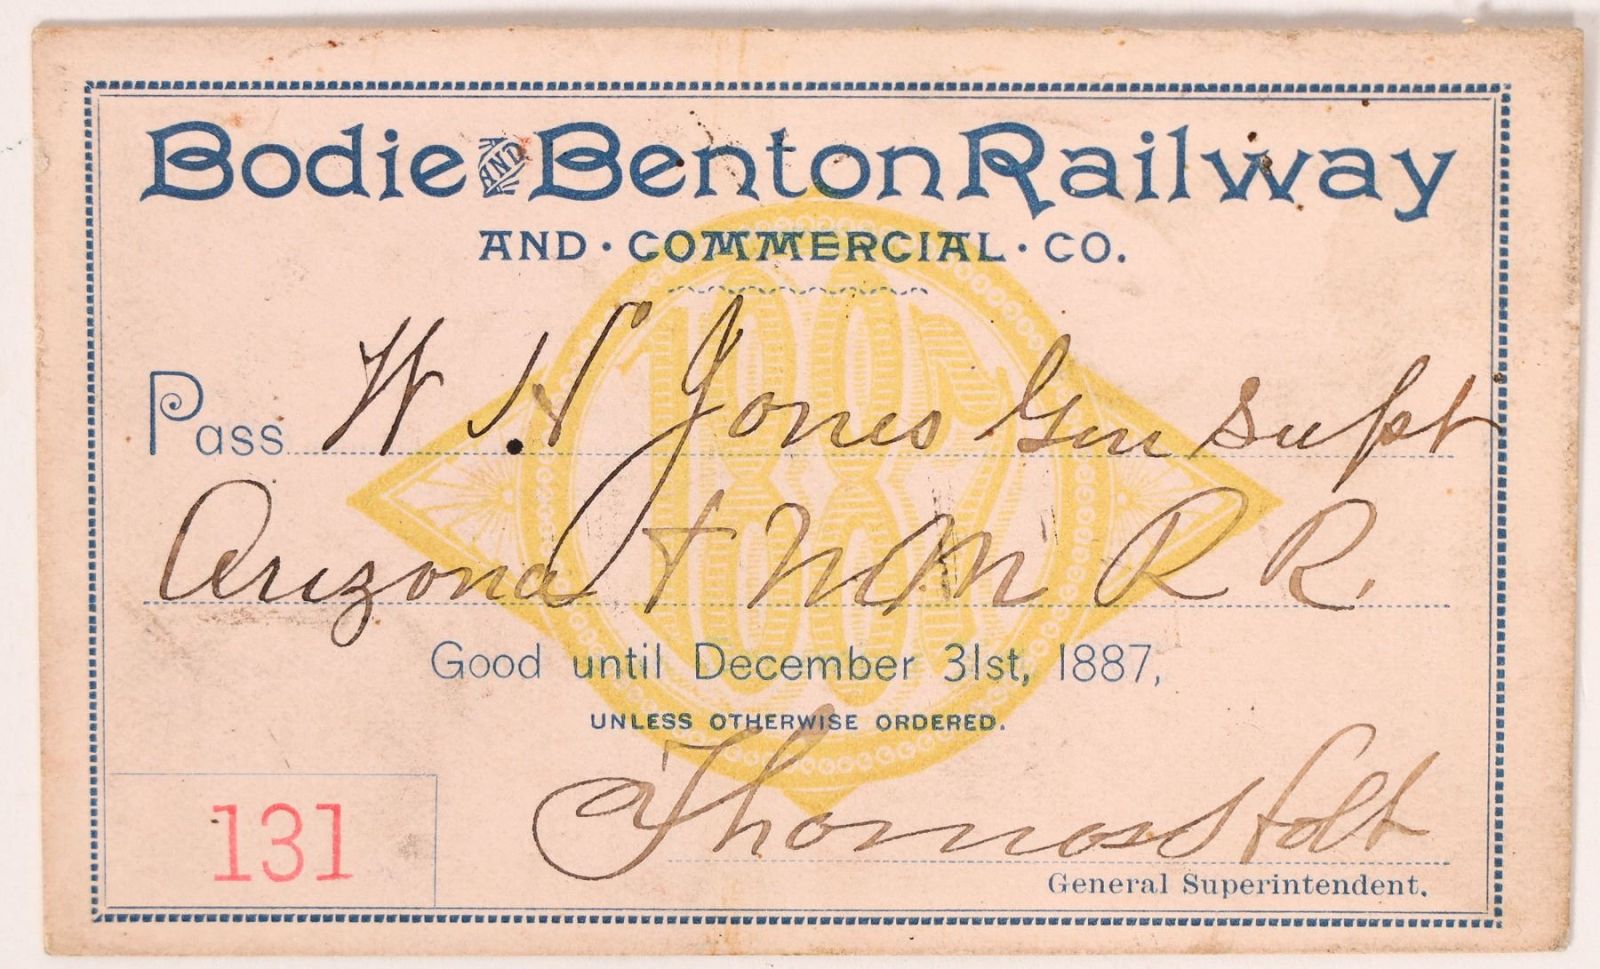 Bodie AND Benton Railway
AND · COMMERCIAL · CO.
1887
Pass W. N Jones Gen Supt
Arizona & N M R R.
Good until December 31st, 1887,
UNLESS OTHERWISE ORDERED.
Thomas Holt
General Superintendent.
131